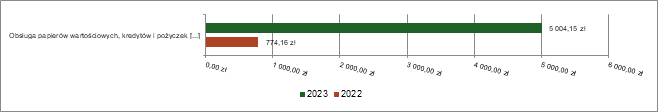 Obsługa papierów wartościowych, kredytów i pożyczek [...]
5 004,15 zł
774,16 zł
0,00 zł
1 000,00 zł
2 000,00 zł
3 000,00 zł
4 000,00 zł
5 000,00 zł
6 000,00 zł
2023
2022